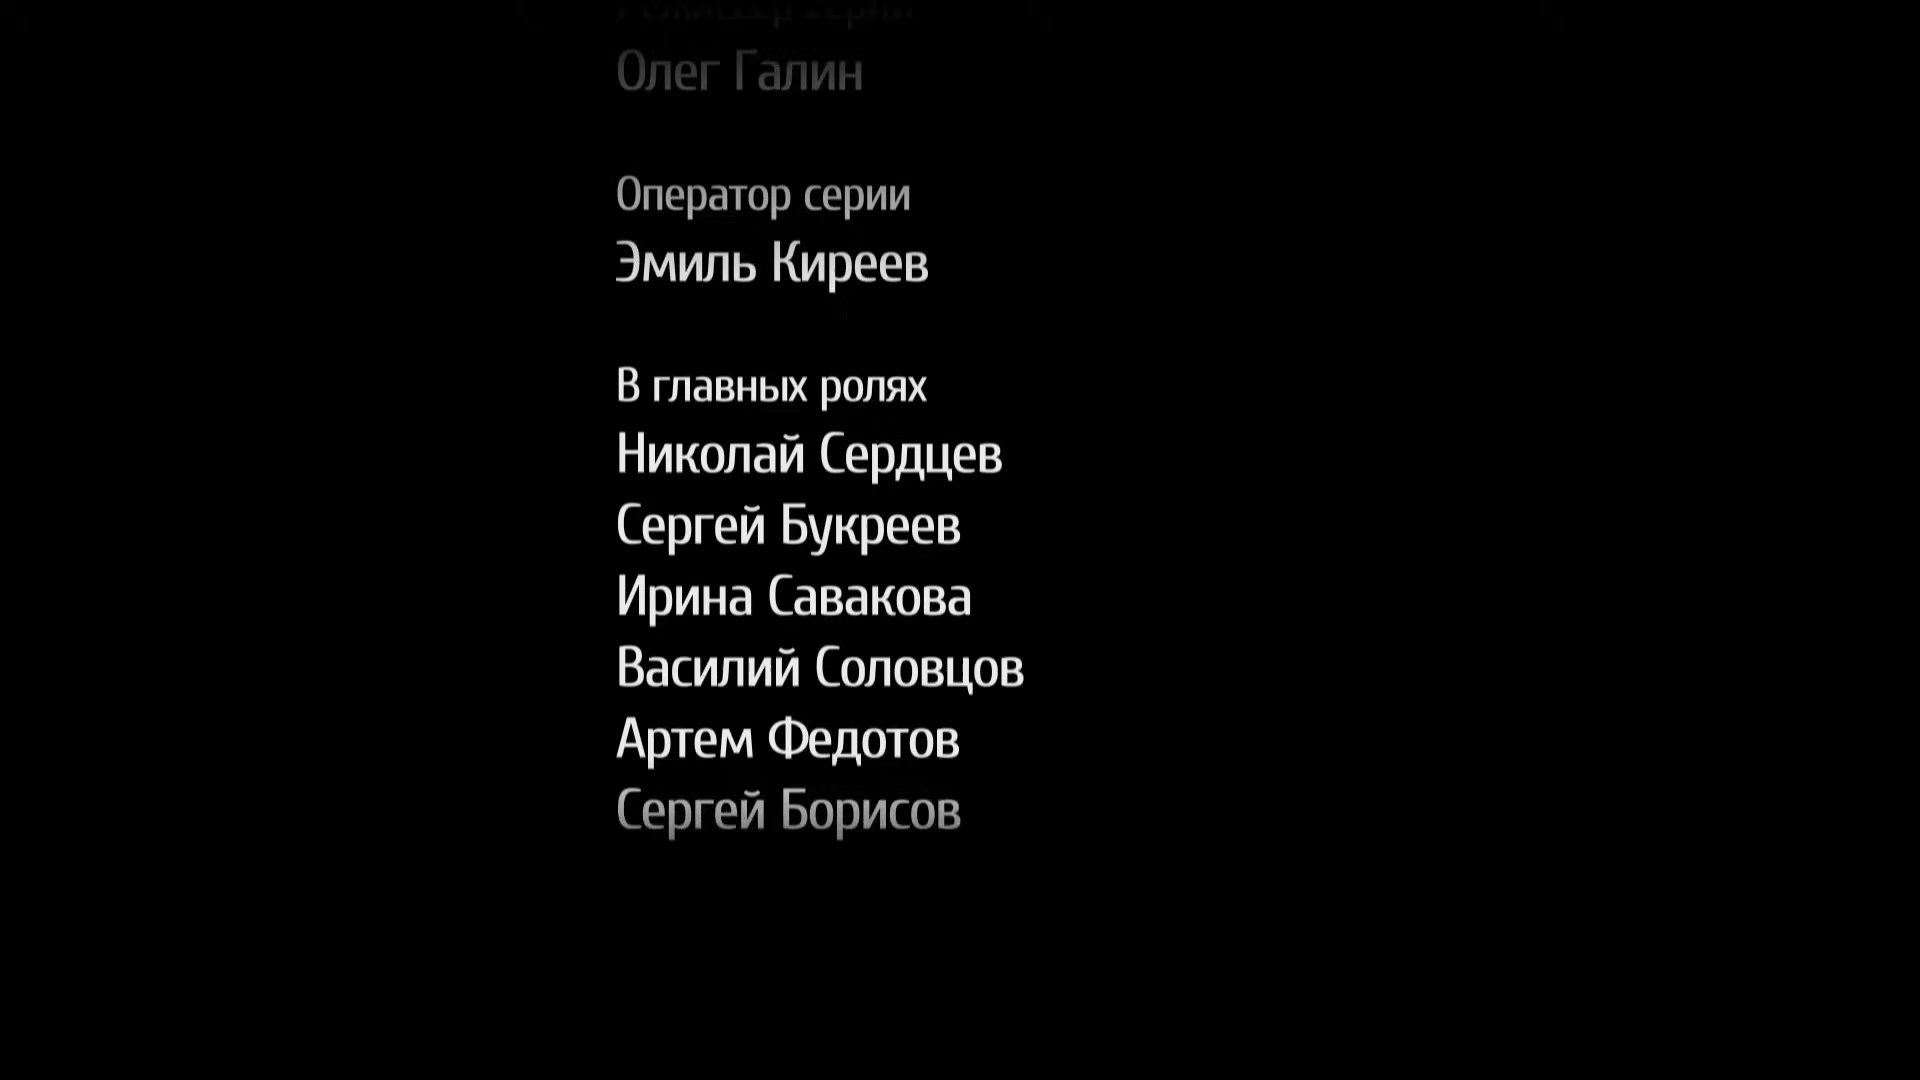 Олег Галин
Оператор серии
Эмиль Киреев
В главных ролях
Николай Сердцев
Сергей Букреев
Ирина Савакова
Василий Соловцов
Артем Федотов
Сергей Борисов